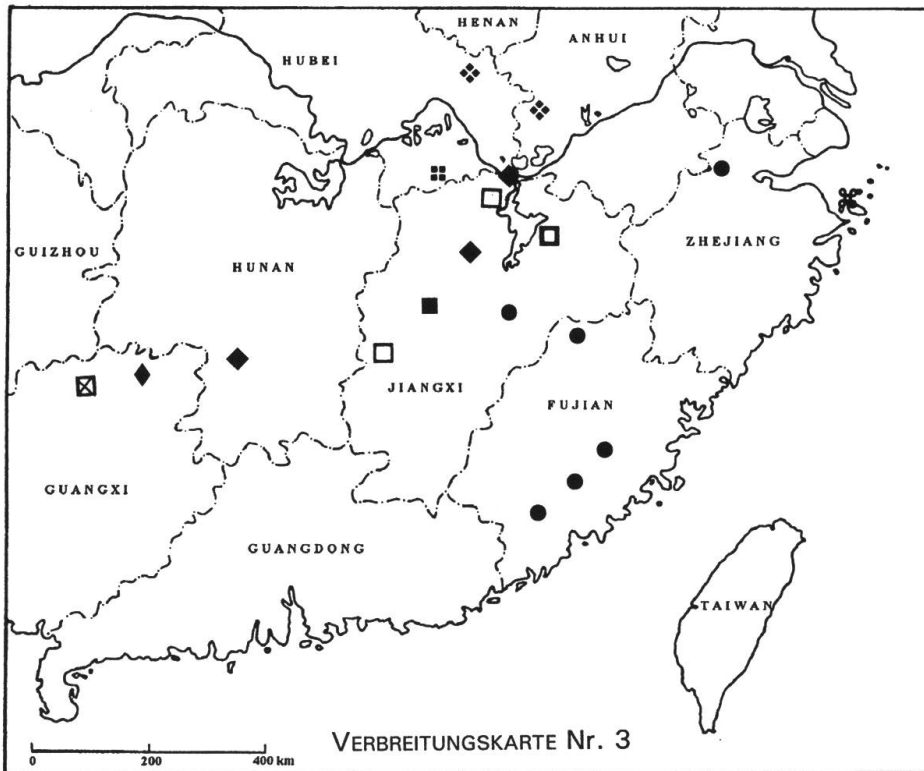 HENAN
ANHUI
HUBEI
GUIZHOU
HUNAN
ZHEJIANG
JIANGXI
FUJIAN
GUANGXI
GUANGDONG
TAIWAN
VERBREITUNGSKARTE Nr. 3
0 200 400 km